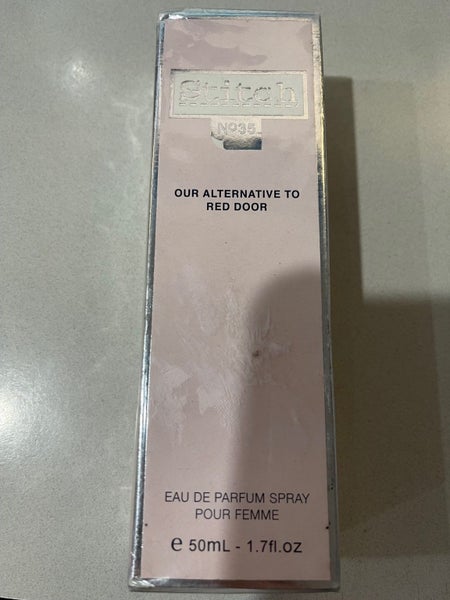 Stitch
Nº35
OUR ALTERNATIVE TO
RED DOOR
EAU DE PARFUM SPRAY
POUR FEMME
e 50mL - 1.7fl.oz